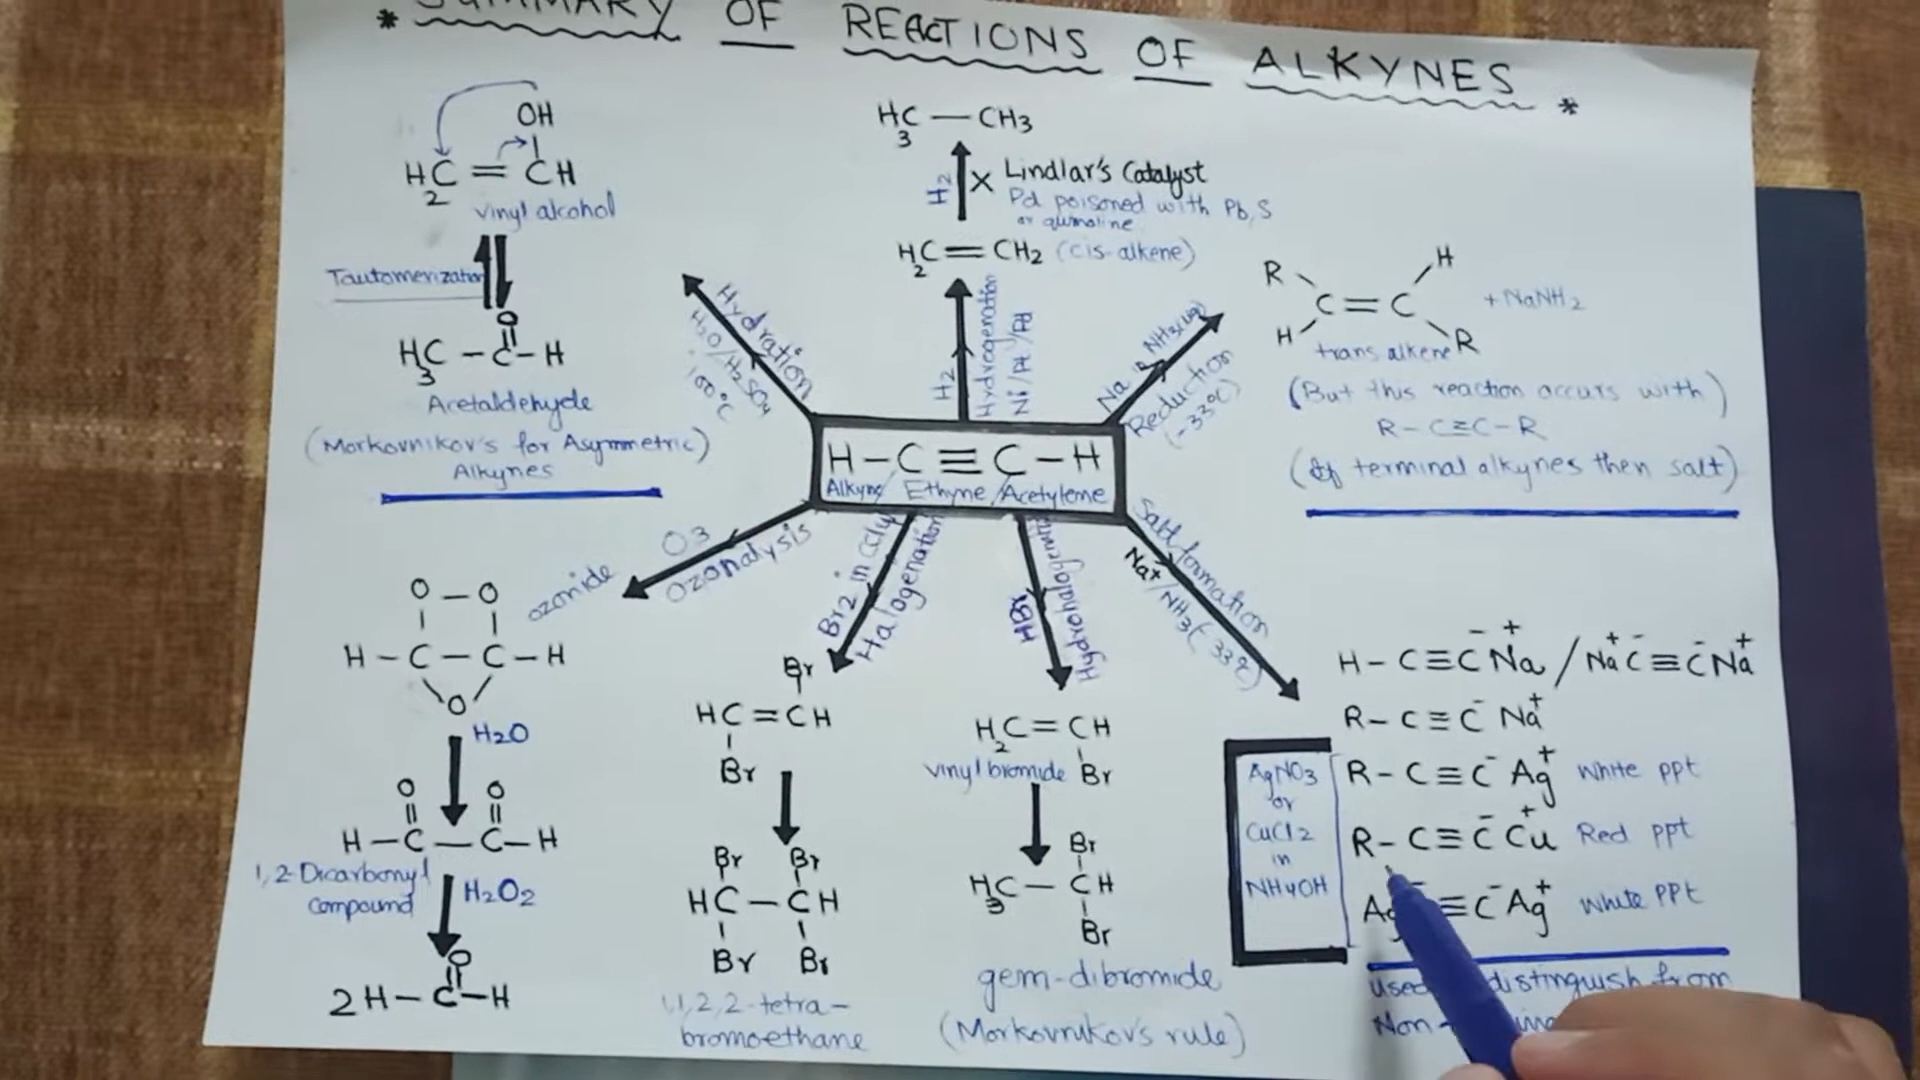 * SUMMARY OF REACTIONS OF ALKYNES *
OH
H2C = CH
vinyl alcohol
Tautomerization
O
H3C - C - H
Acetaldehyde
(Morkovnikov's for Asymmetric)
Alkynes
Hydration
H2O/H2SO4
100°C
H3C — CH3
H2 X Lindlar's Catalyst
Pd poisoned with Pb, S
or quinoline
H2C = CH2 (cis-alkene)
H2
Hydrogenation
Ni/Pt/Pd
Na in NH3(liq)
Reduction
(-33°C)
R H
C = C + NaNH2
H R
trans alkene
(But this reaction occurs with)
R - C≡C - R
(If terminal alkynes then salt)
H - C ≡ C - H
Alkyne/Ethyne/Acetylene
O3
Ozonalysis
ozonide
O - O
H - C - C - H
O
H2O
O O
H - C - C - H
1,2-Dicarbonyl
Compound
H2O2
O
2H - C - H
Br2 in CCl4
Halogenation
Br
HC = CH
Br
Br Br
HC - CH
Br Br
1,1,2,2-tetra-
bromoethane
HBr
Hydrohalogenation
H2C = CH
vinyl bromide Br
Br
H3C - CH
Br
gem-dibromide
(Morkovnikov's rule)
Salt formation
Na+/NH3(-33°C)
H - C≡C⁻ Na⁺ / Na⁺ C⁻≡C⁻ Na⁺
R - C≡C⁻ Na⁺
AgNO3
or
CuCl2
in
NH4OH
R - C≡C⁻ Ag⁺ White ppt
R - C≡C⁻ Cu⁺ Red ppt
Ag ≡C⁻ Ag⁺ White PPt
Used distinguish from
Non-